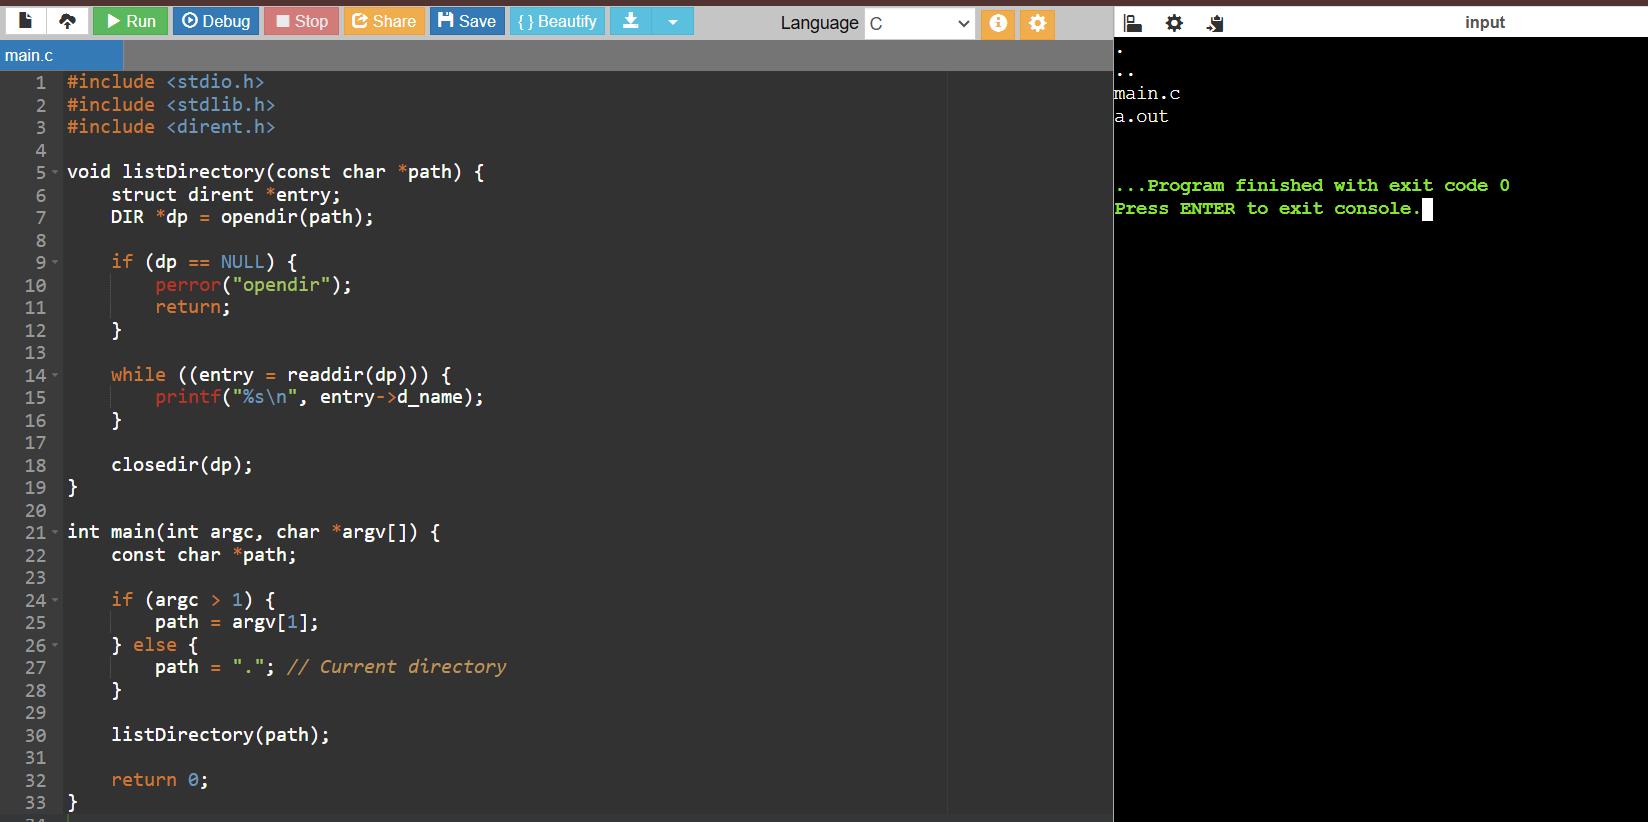 Run Debug Stop Share Save { } Beautify Language C
main.c
1 #include <stdio.h>
2 #include <stdlib.h>
3 #include <dirent.h>
4
5 void listDirectory(const char *path) {
6     struct dirent *entry;
7     DIR *dp = opendir(path);
8
9     if (dp == NULL) {
10         perror("opendir");
11         return;
12     }
13
14     while ((entry = readdir(dp))) {
15         printf("%s\n", entry->d_name);
16     }
17
18     closedir(dp);
19 }
20
21 int main(int argc, char *argv[]) {
22     const char *path;
23
24     if (argc > 1) {
25         path = argv[1];
26     } else {
27         path = "."; // Current directory
28     }
29
30     listDirectory(path);
31
32     return 0;
33 }
input
.
..
main.c
a.out
...Program finished with exit code 0
Press ENTER to exit console.